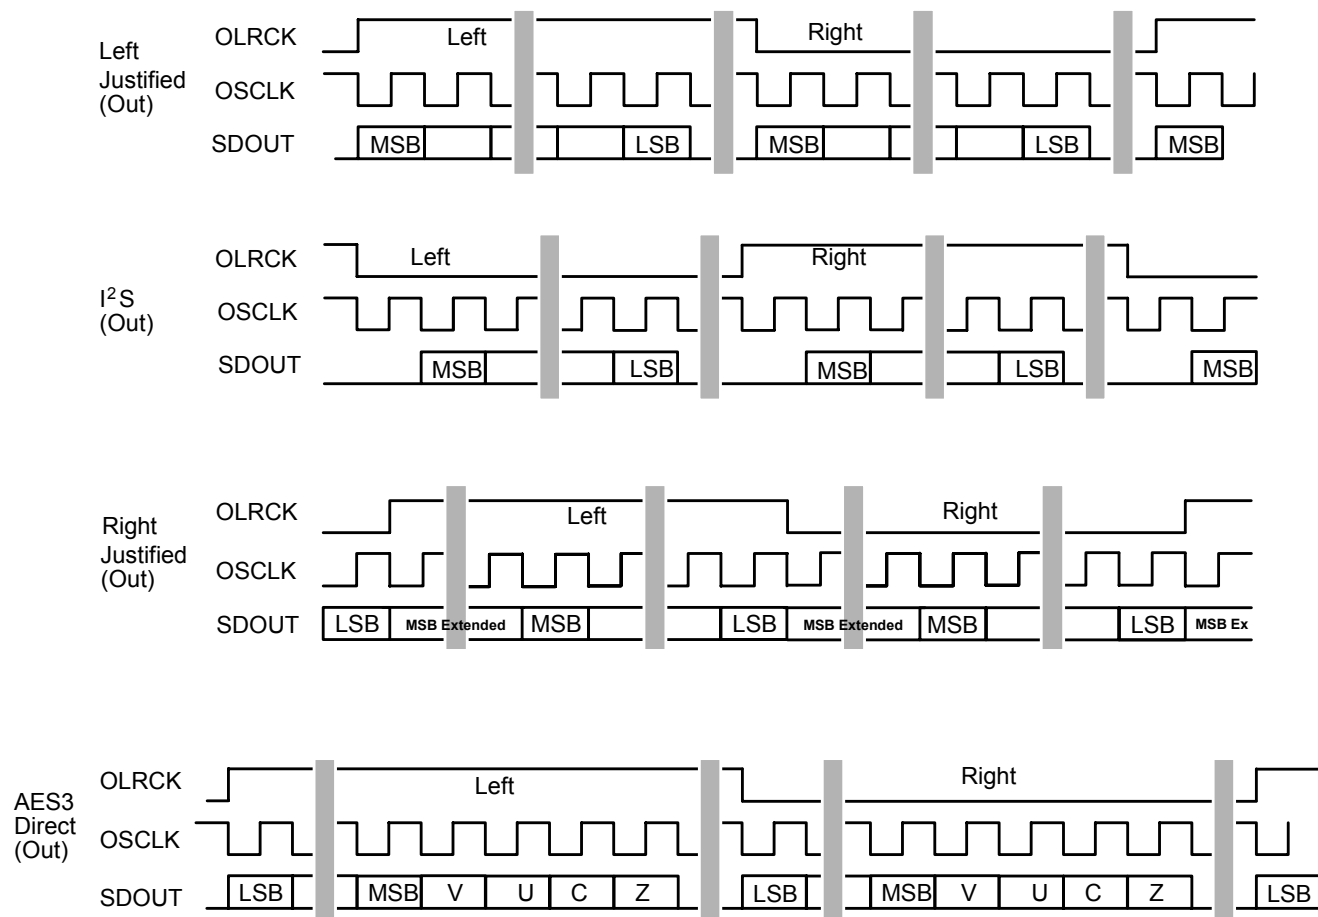 Left
Justified
(Out)
OLRCK Left Right
OSCLK
SDOUT MSB LSB MSB LSB MSB
I²S
(Out)
OLRCK Left Right
OSCLK
SDOUT MSB LSB MSB LSB MSB
Right
Justified
(Out)
OLRCK Left Right
OSCLK
SDOUT LSB MSB Extended MSB LSB MSB Extended MSB LSB MSB Ex
AES3
Direct
(Out)
OLRCK Left Right
OSCLK
SDOUT LSB MSB V U C Z LSB MSB V U C Z LSB